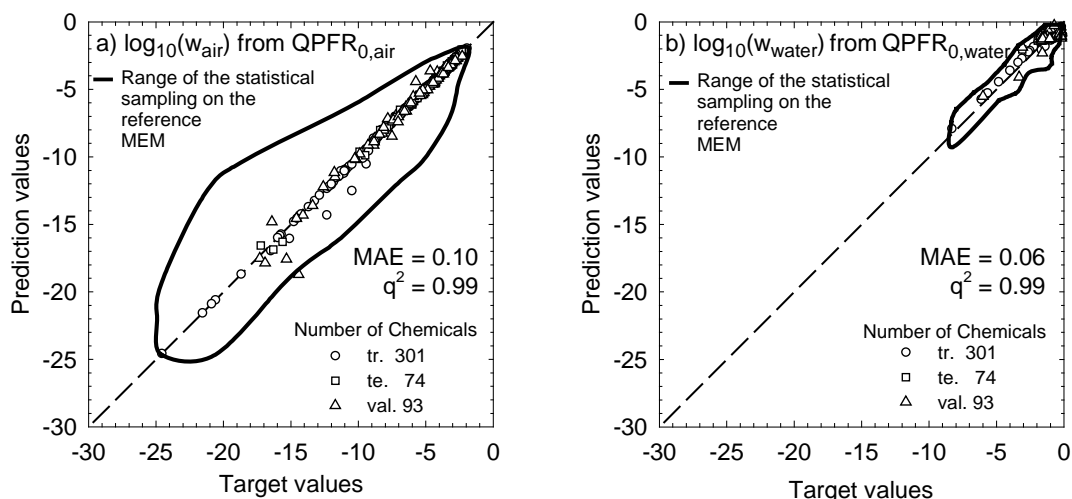 a) log10(wair) from QPFR0,air
Range of the statistical
sampling on the
reference
MEM
0
-5
-10
-15
-20
-25
-30
Prediction values
MAE = 0.10
q2 = 0.99
Number of Chemicals
tr. 301
te. 74
val. 93
-30 -25 -20 -15 -10 -5 0
Target values
b) log10(wwater) from QPFR0,water
Range of the statistical
sampling on the
reference
MEM
0
-5
-10
-15
-20
-25
-30
Prediction values
MAE = 0.06
q2 = 0.99
Number of Chemicals
tr. 301
te. 74
val. 93
-30 -25 -20 -15 -10 -5 0
Target values